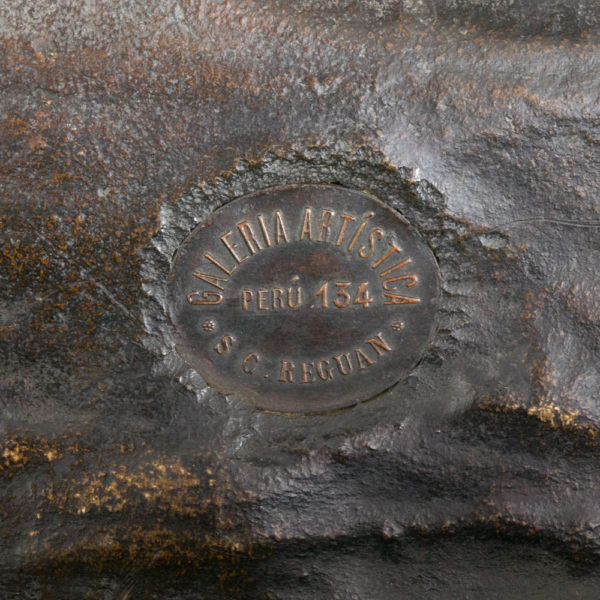 GALERIA ARTÍSTICA
PERÚ 134
S C. REGUAN